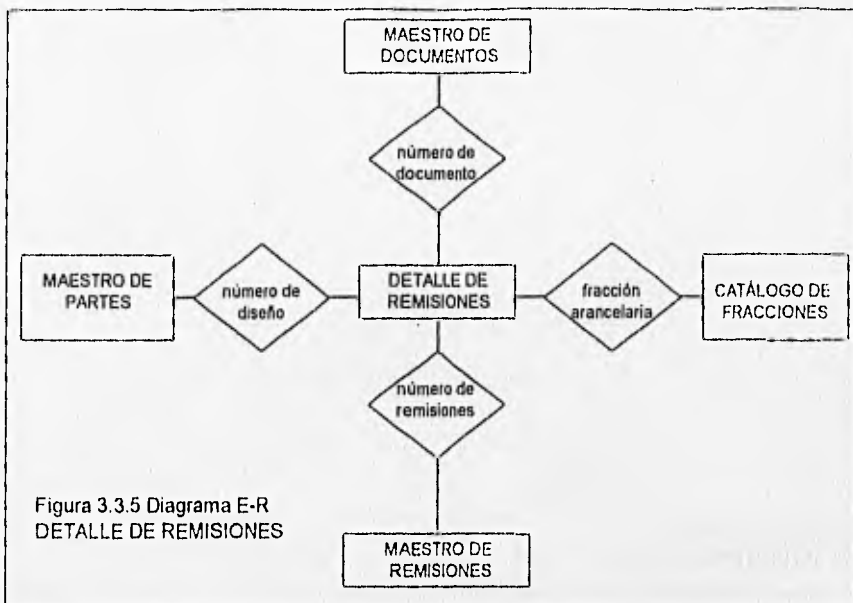 MAESTRO DE
DOCUMENTOS
número de
documento
MAESTRO DE
PARTES
número de
diseño
DETALLE DE
REMISIONES
fracción
arancelaria
CATÁLOGO DE
FRACCIONES
número de
remisiones
Figura 3.3.5 Diagrama E-R
DETALLE DE REMISIONES
MAESTRO DE
REMISIONES